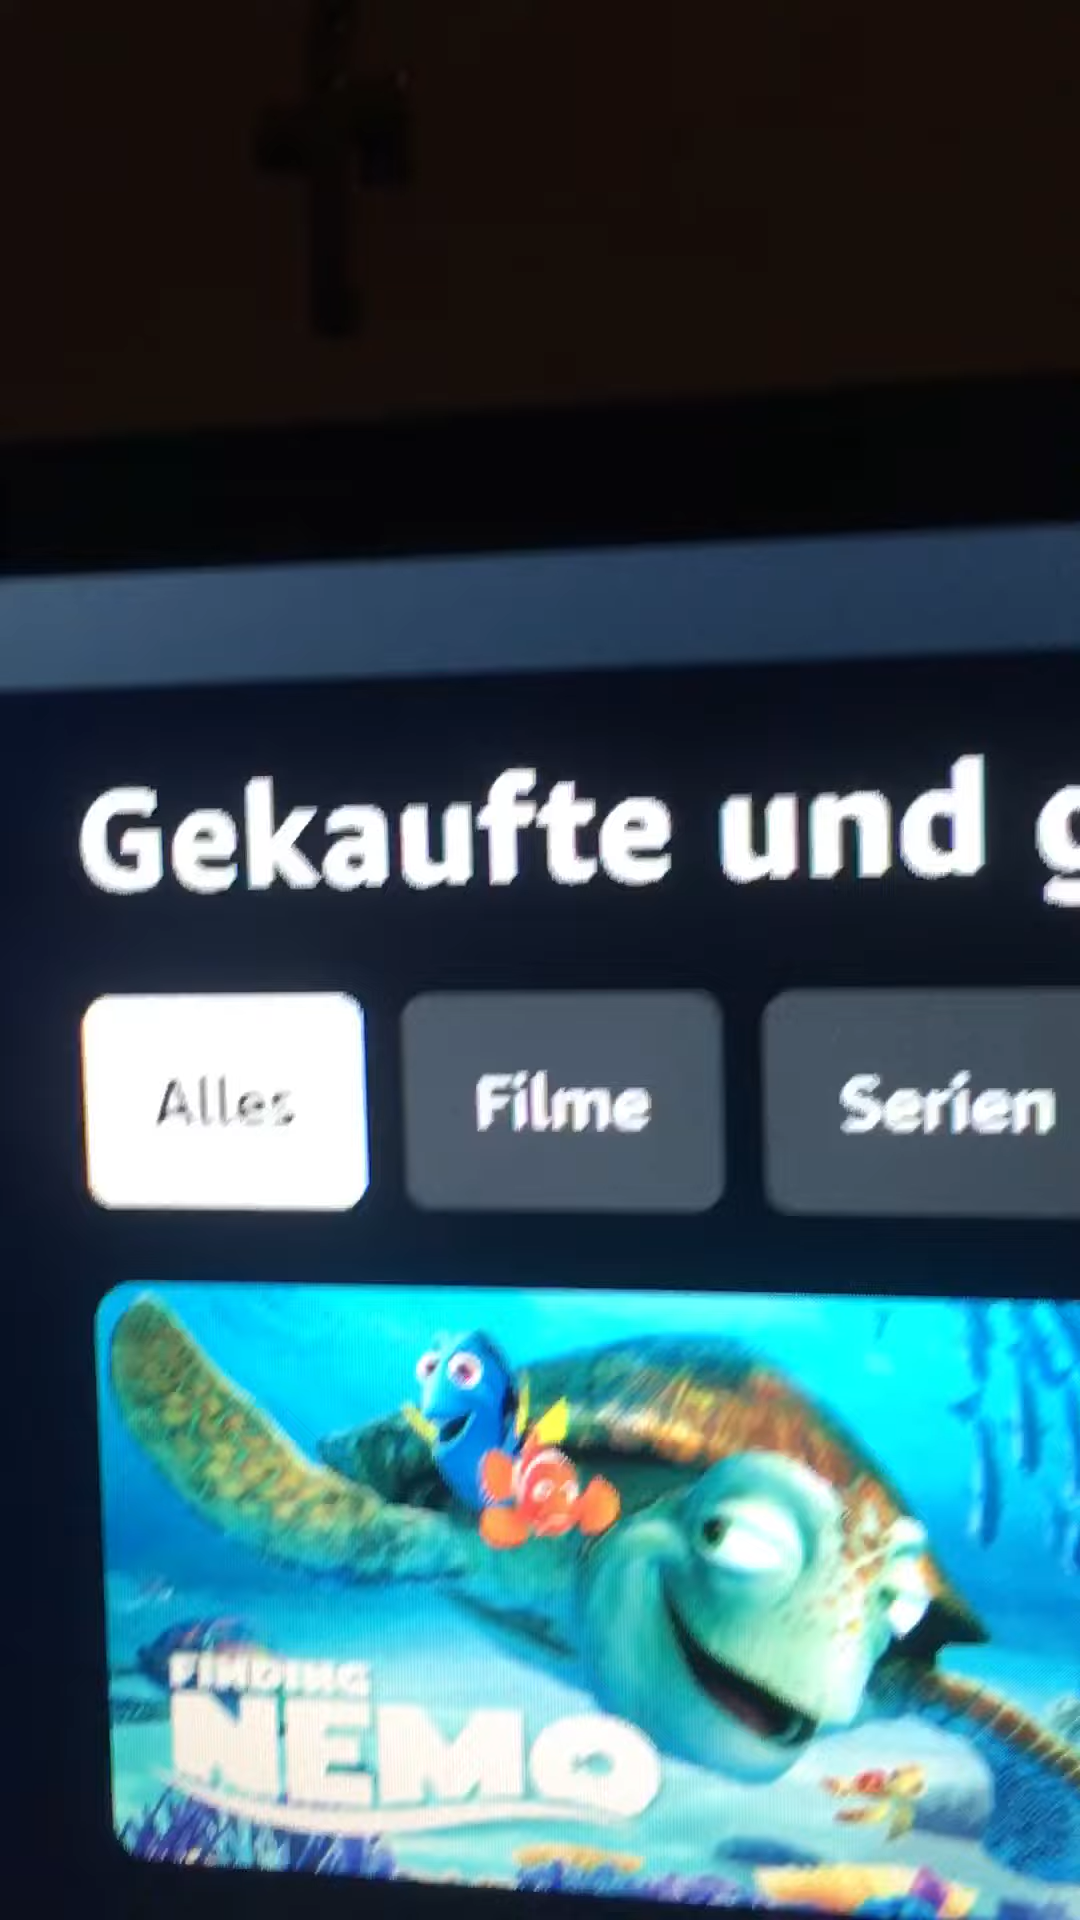 Gekaufte und g
Alles
Filme
Serien
FINDING
NEMO